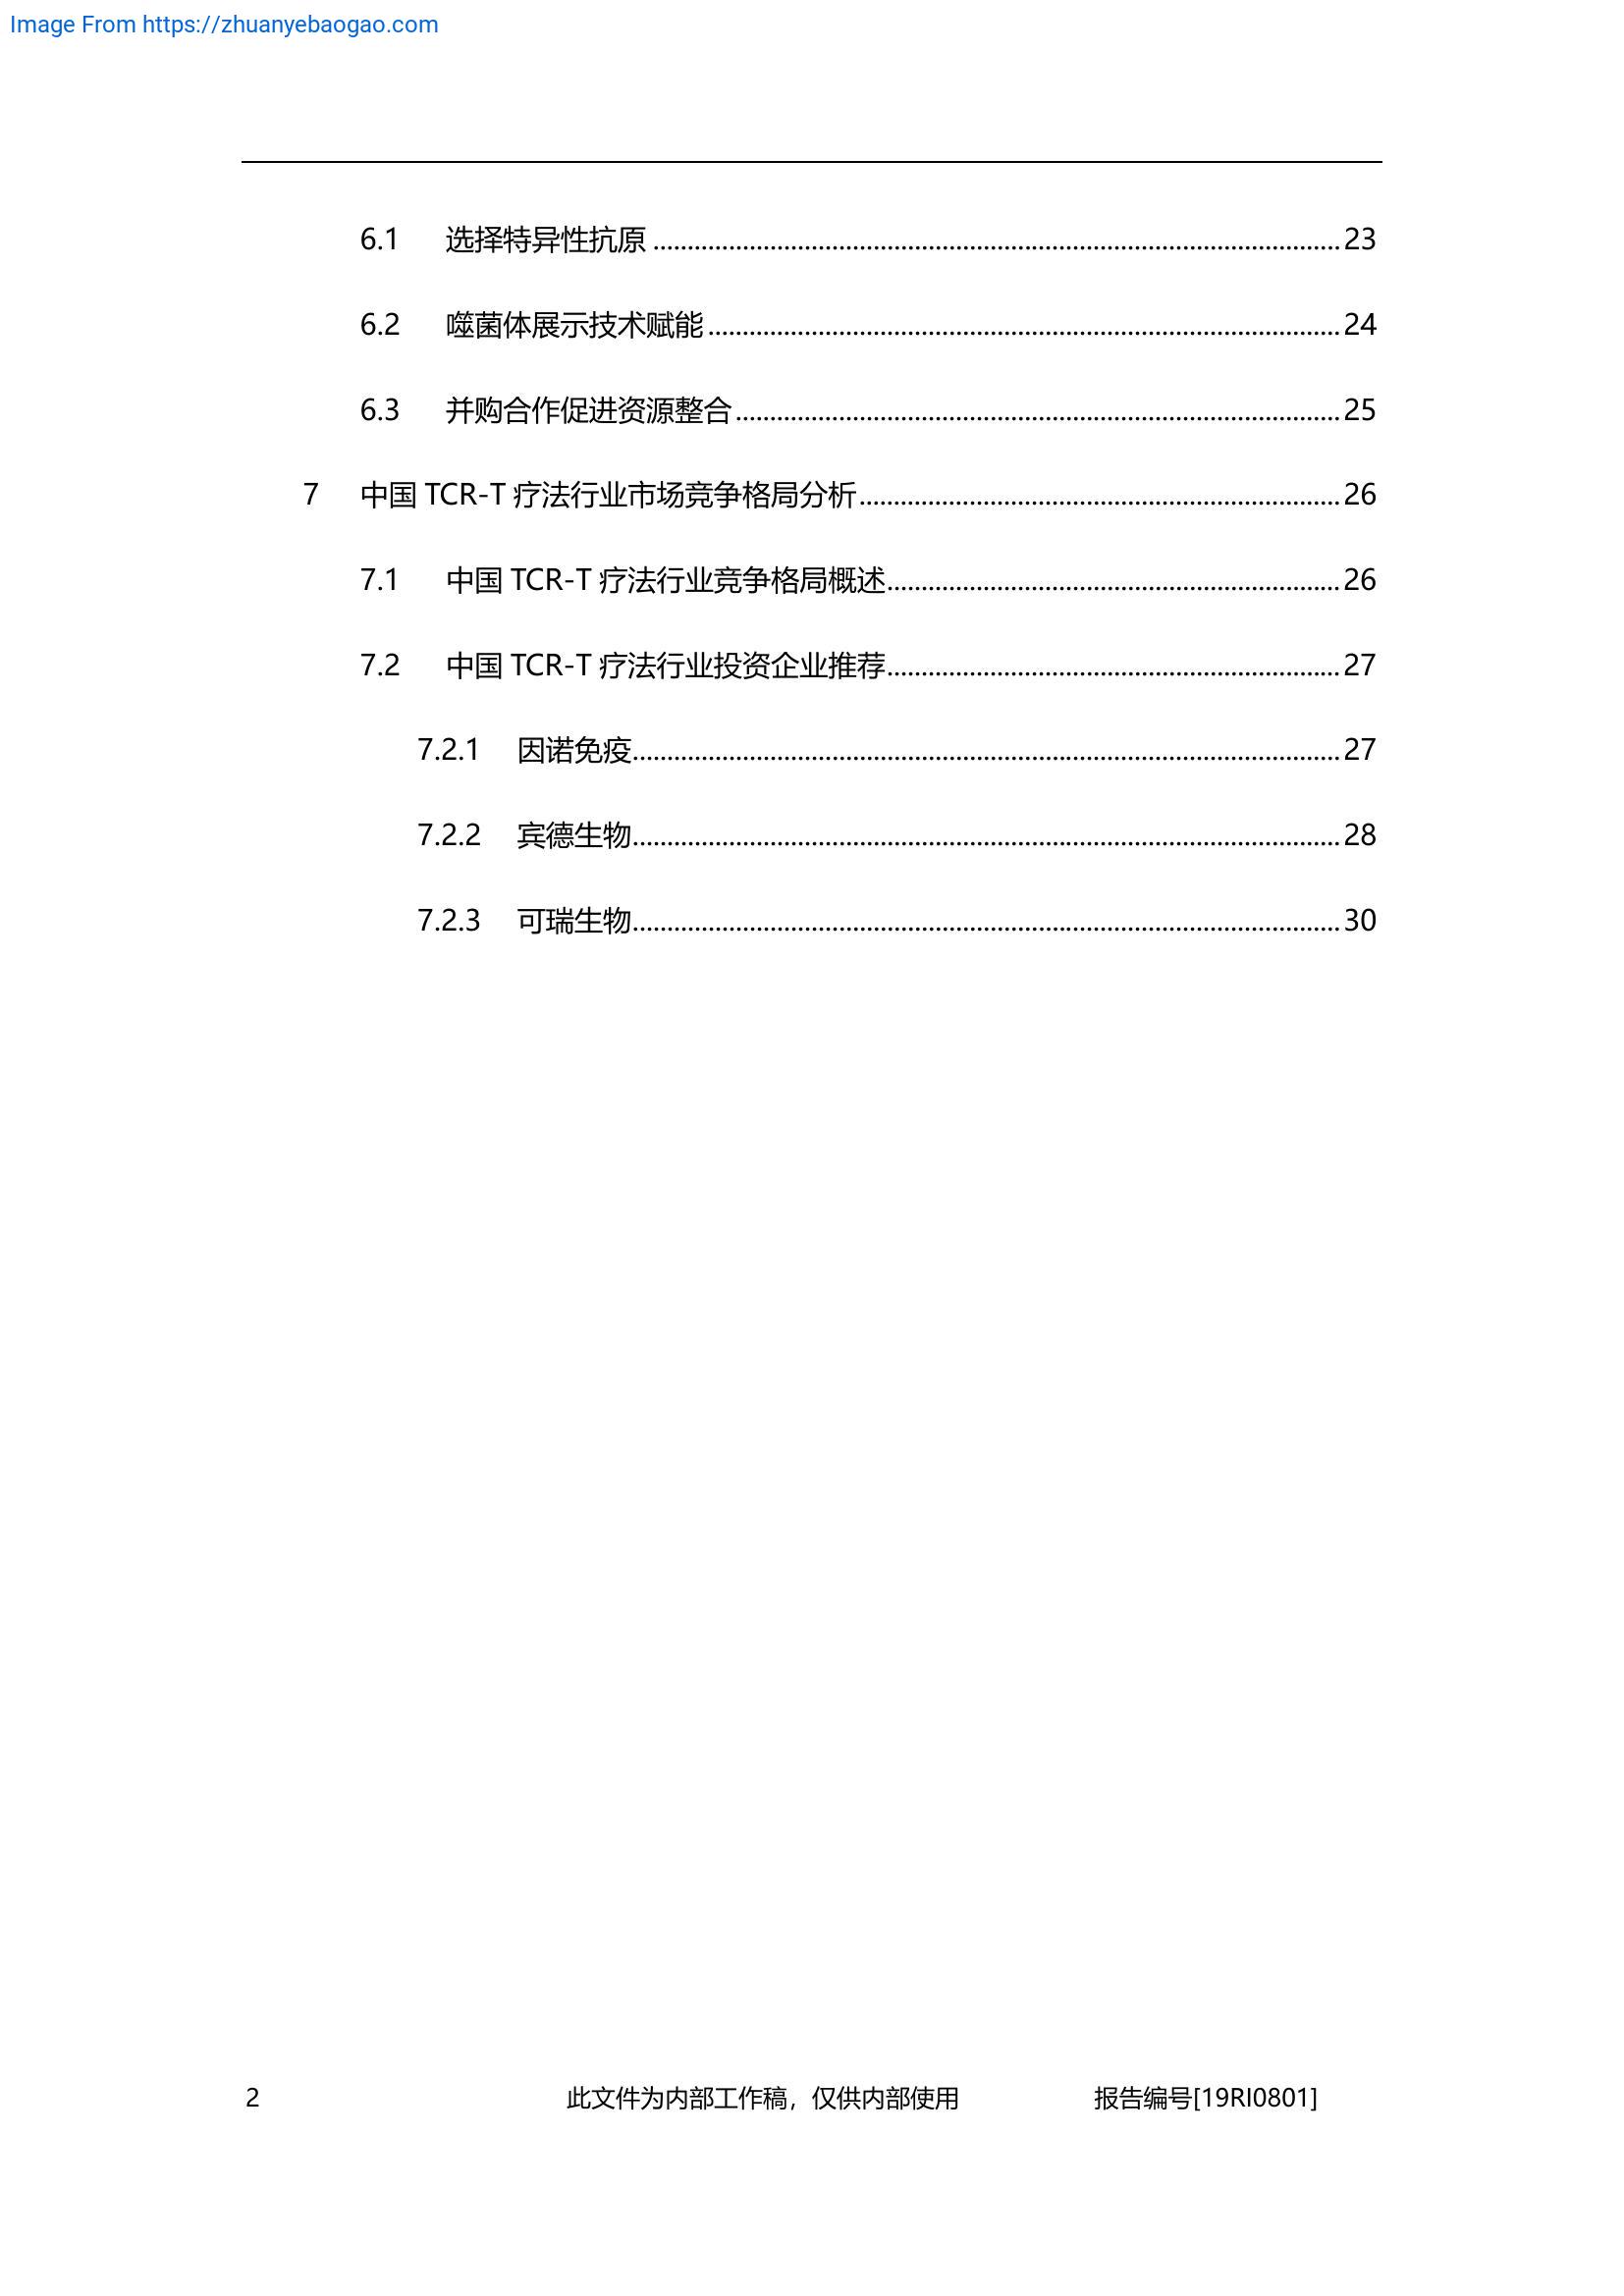 Image From https://zhuanyebaogao.com
6.1 选择特异性抗原 ........................................ 23
6.2 噬菌体展示技术赋能 ........................................ 24
6.3 并购合作促进资源整合 ........................................ 25
7 中国 TCR-T 疗法行业市场竞争格局分析 ........................................ 26
7.1 中国 TCR-T 疗法行业竞争格局概述 ........................................ 26
7.2 中国 TCR-T 疗法行业投资企业推荐 ........................................ 27
7.2.1 因诺免疫 ........................................ 27
7.2.2 宾德生物 ........................................ 28
7.2.3 可瑞生物 ........................................ 30
2 此文件为内部工作稿，仅供内部使用 报告编号[19RI0801]